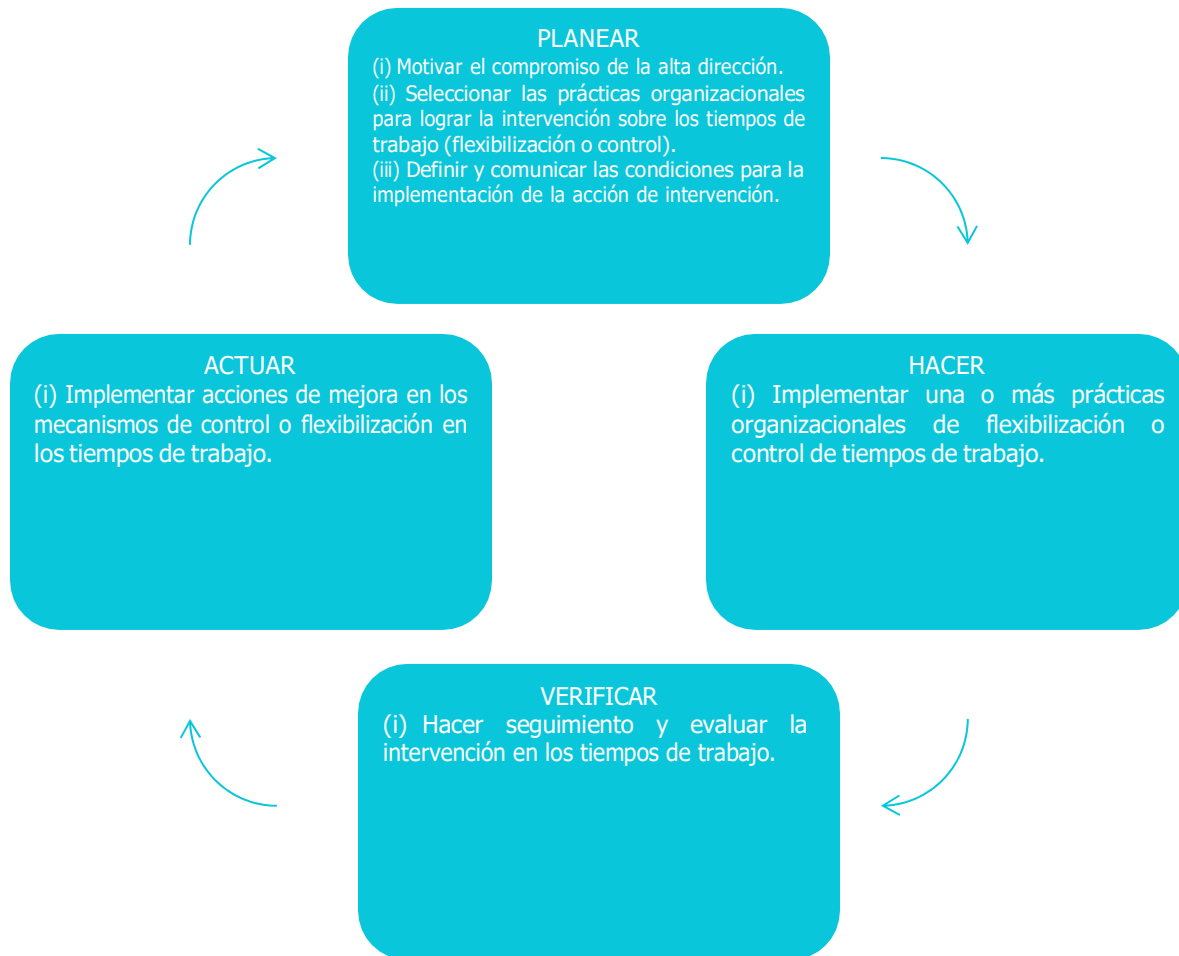 PLANEAR
(i) Motivar el compromiso de la alta dirección.
(ii) Seleccionar las prácticas organizacionales
para lograr la intervención sobre los tiempos de
trabajo (flexibilización o control).
(iii) Definir y comunicar las condiciones para la
implementación de la acción de intervención.
ACTUAR
(i) Implementar acciones de mejora en los
mecanismos de control o flexibilización en
los tiempos de trabajo.
HACER
(i) Implementar una o más prácticas
organizacionales de flexibilización o
control de tiempos de trabajo.
VERIFICAR
(i) Hacer seguimiento y evaluar la
intervención en los tiempos de trabajo.